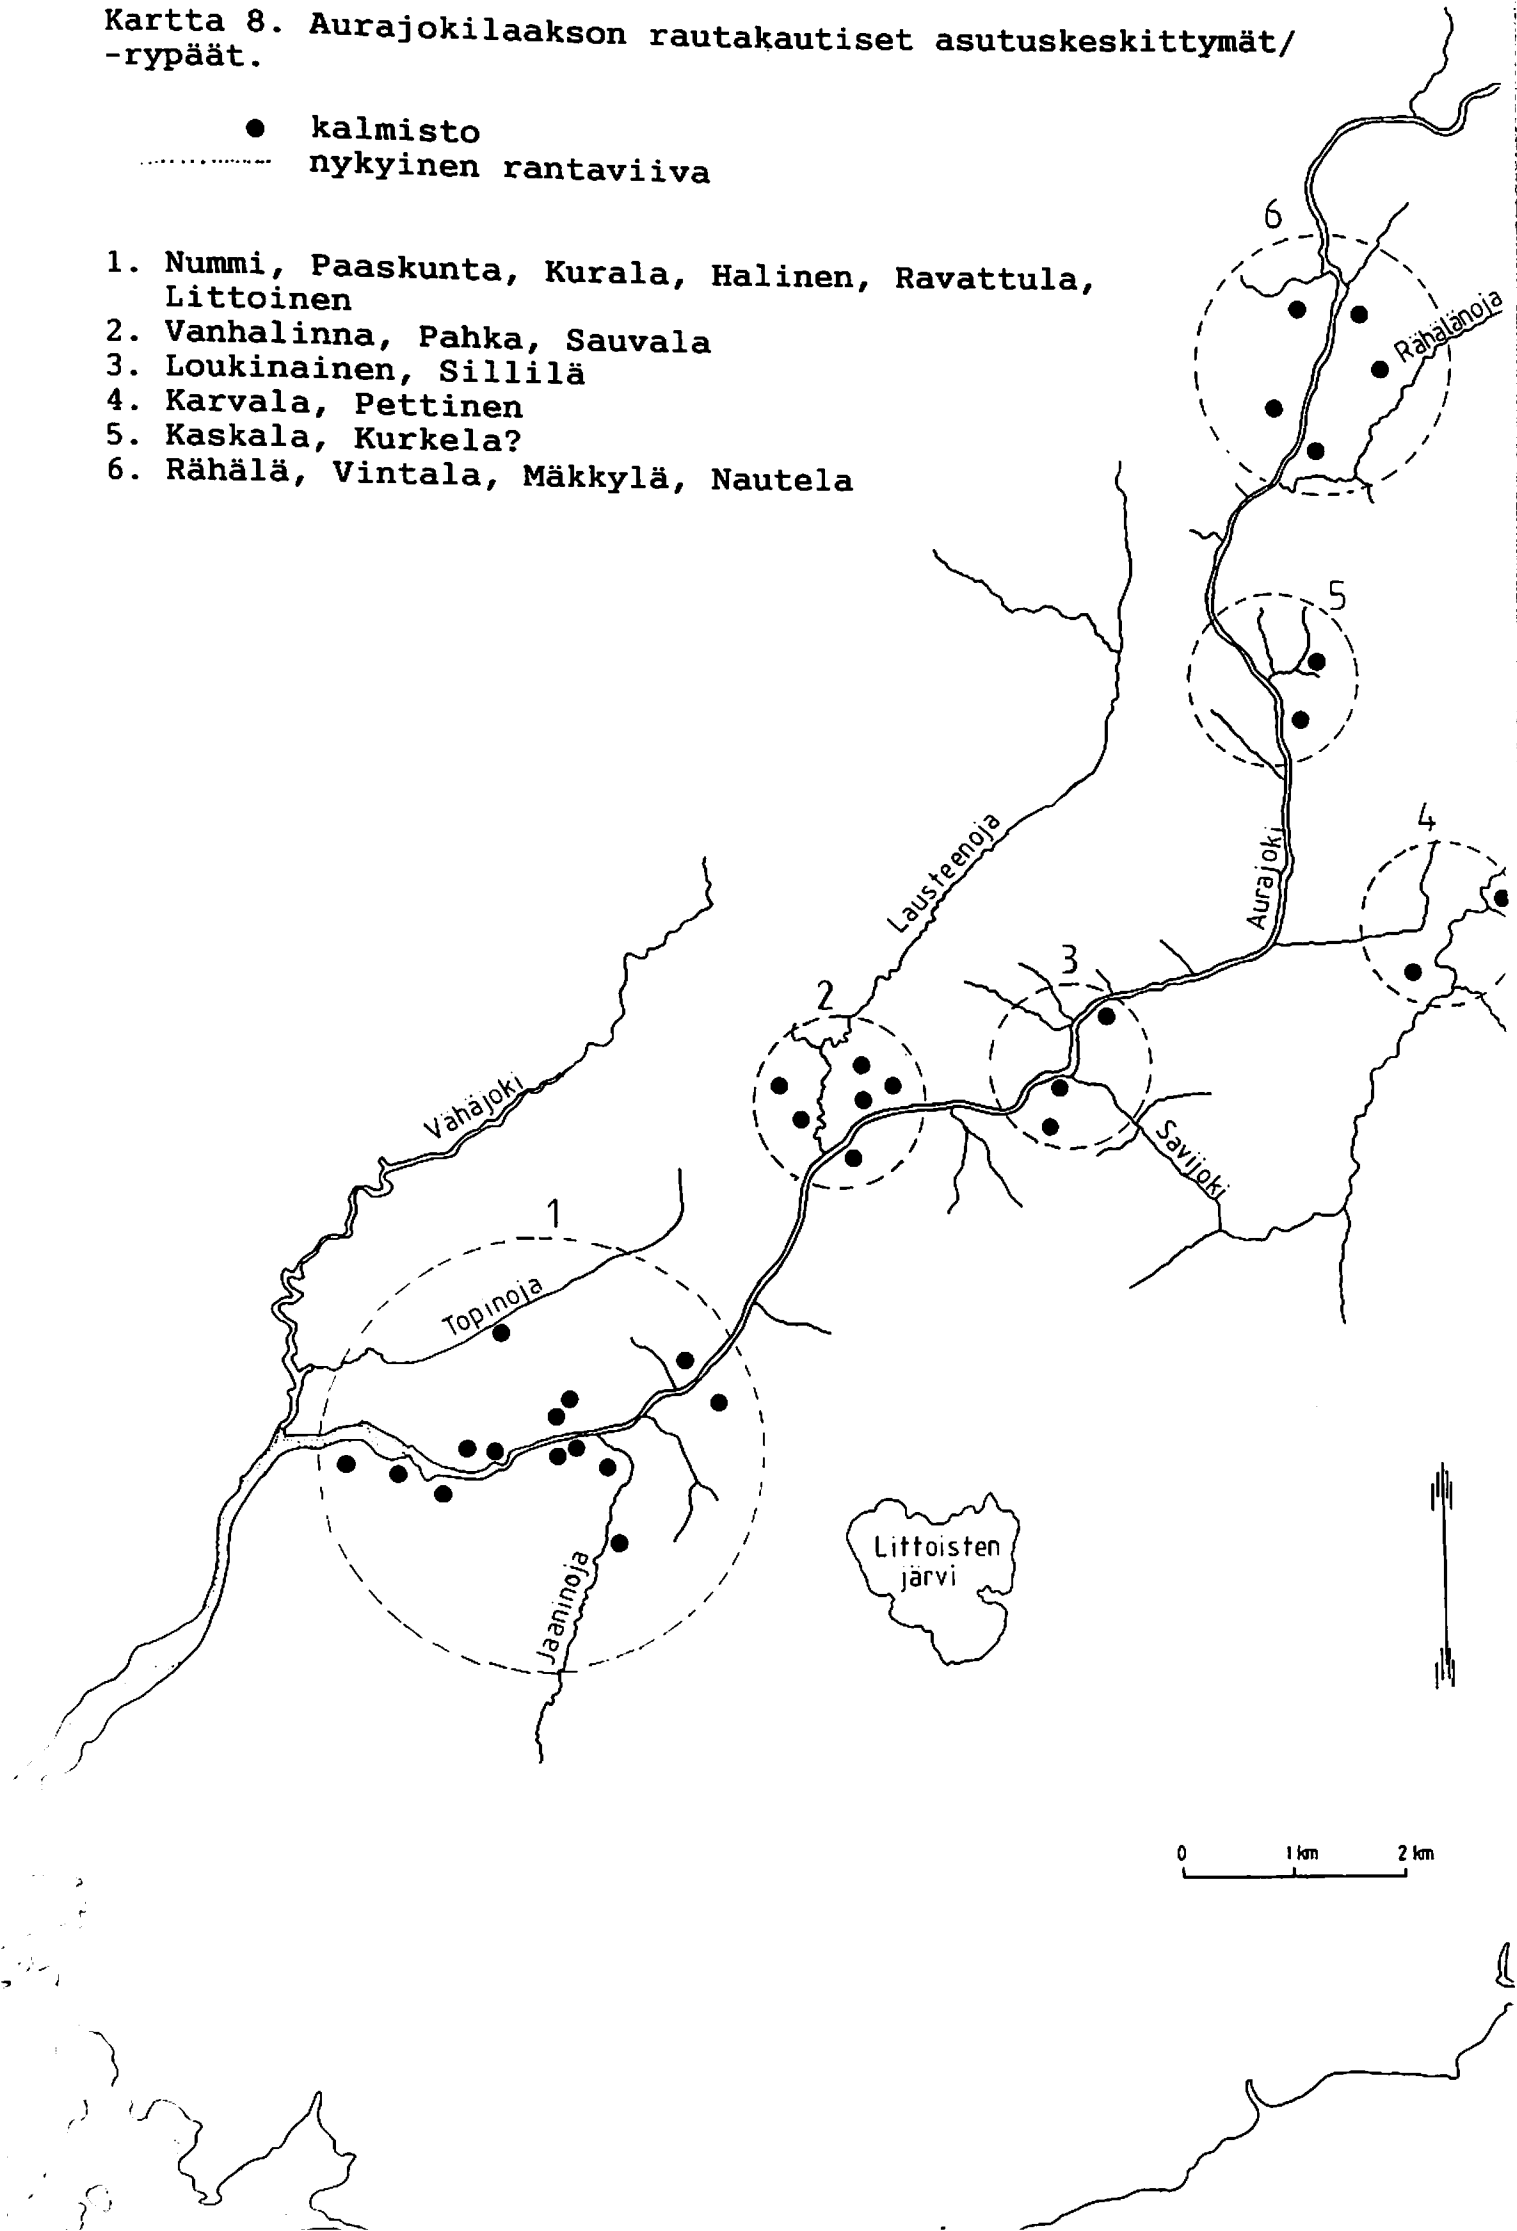 Kartta 8. Aurajokilaakson rautakautiset asutuskeskittymät/
-rypäät.
kalmisto
nykyinen rantaviiva
1. Nummi, Paaskunta, Kurala, Halinen, Ravattula,
Littoinen
2. Vanhalinna, Pahka, Sauvala
3. Loukinainen, Sillilä
4. Karvala, Pettinen
5. Kaskala, Kurkela?
6. Rähälä, Vintala, Mäkkylä, Nautela
6
Rähälänoja
5
4
Lausteenoja
Aurajoki
3
2
Vähäjoki
Savijoki
1
Topinoja
Littoisten
järvi
Jaaninoja
0 1 km 2 km